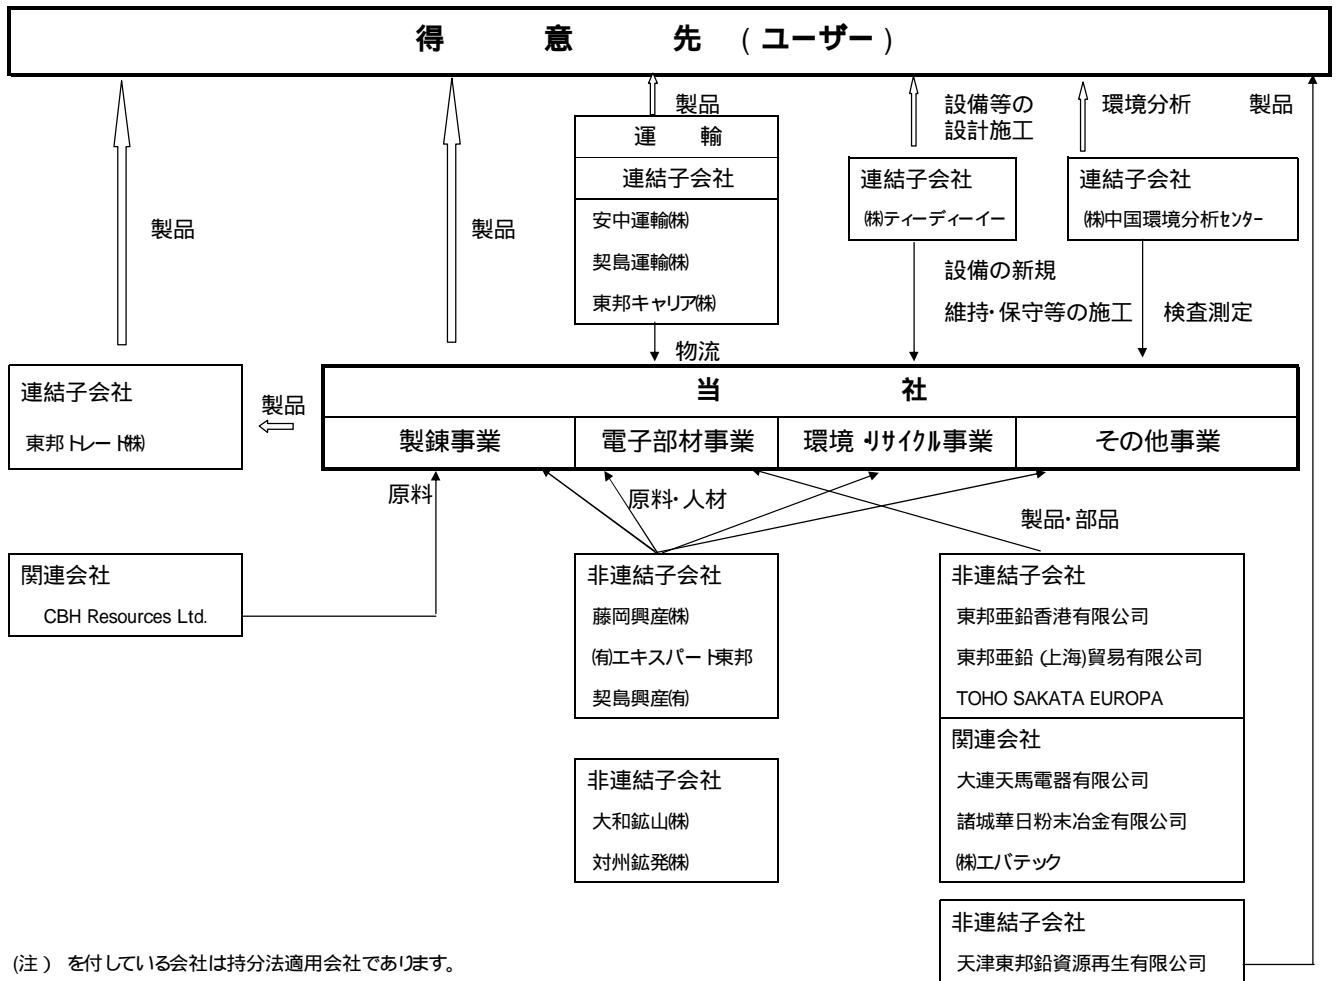 得 意 先 (ユーザー)
製品
設備等の
設計施工
環境分析
製品
運 輸
連結子会社
安中運輸㈱
契島運輸㈱
東邦キャリア㈱
連結子会社
㈱ティーディーイー
連結子会社
㈱中国環境分析センター
製品
製品
設備の新規
維持・保守等の施工
検査測定
物流
連結子会社
東邦トレード㈱
製品
当 社
製錬事業
電子部材事業
環境・リサイクル事業
その他事業
原料
原料・人材
製品・部品
関連会社
CBH Resources Ltd.
非連結子会社
藤岡興産㈱
㈲エキスパート東邦
契島興産㈲
非連結子会社
東邦亜鉛香港有限公司
東邦亜鉛(上海)貿易有限公司
TOHO SAKATA EUROPA
関連会社
大連天馬電器有限公司
諸城華日粉末冶金有限公司
㈱エバテック
非連結子会社
大和鉱山㈱
対州鉱発㈱
非連結子会社
天津東邦鉛資源再生有限公司
(注) を付している会社は持分法適用会社であります。